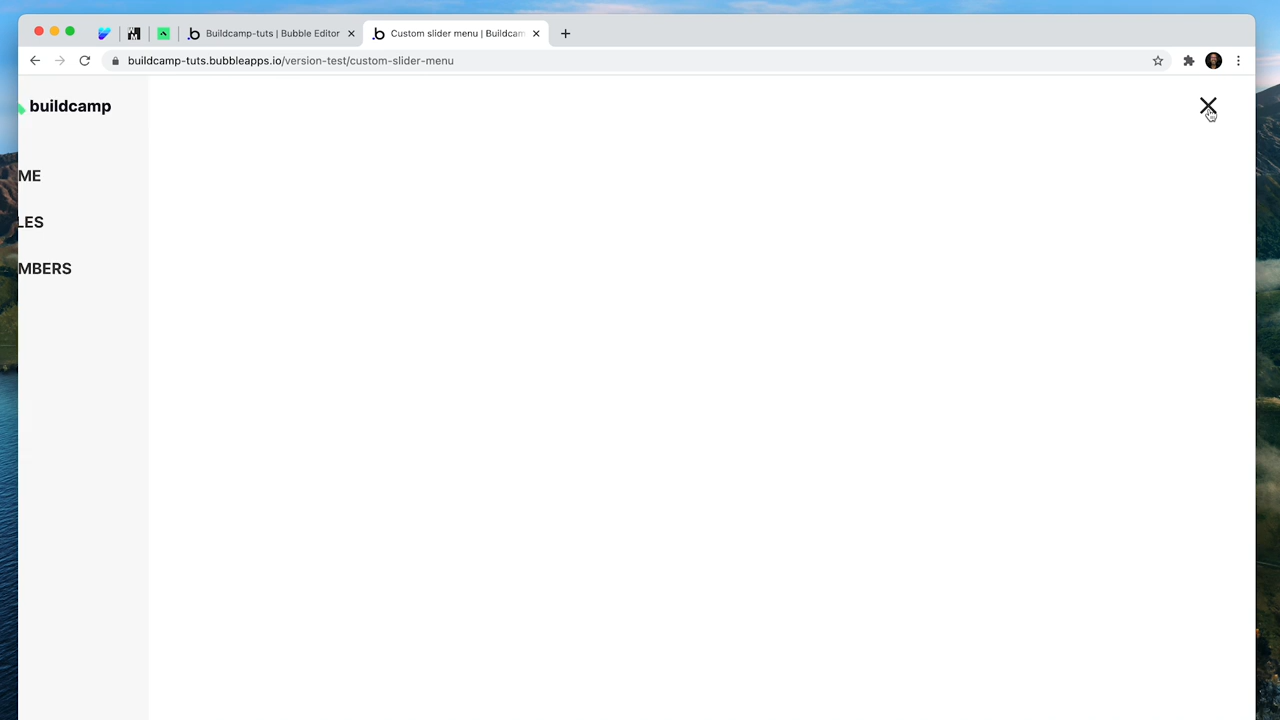 Buildcamp-tuts | Bubble Editor
Custom slider menu | Buildcam
buildcamp-tuts.bubbleapps.io/version-test/custom-slider-menu
buildcamp
ME
LES
MBERS